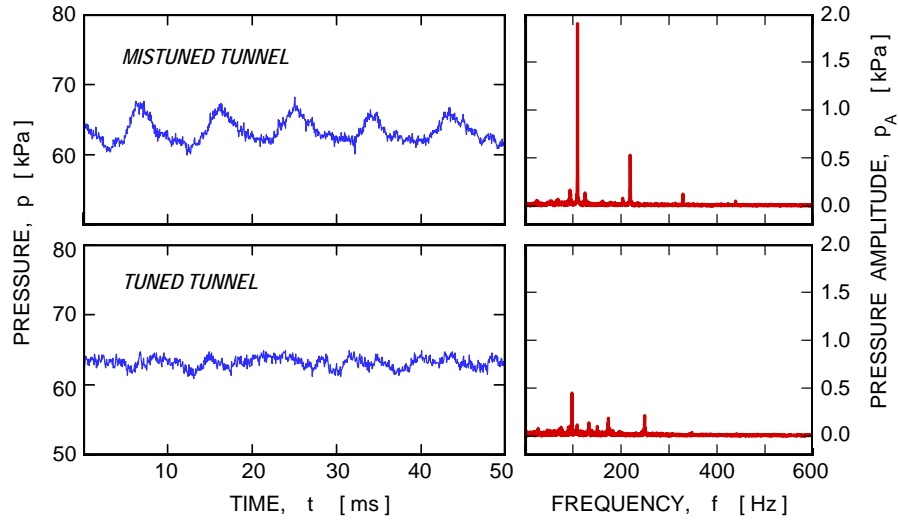 MISTUNED TUNNEL
80
70
60
2.0
1.5
1.0
0.5
0.0
TUNED TUNNEL
80
70
60
50
2.0
1.5
1.0
0.5
0.0
10 20 30 40 50
200 400 600
PRESSURE, p [ kPa]
PRESSURE AMPLITUDE, p_A [ kPa]
TIME, t [ ms]
FREQUENCY, f [ Hz]